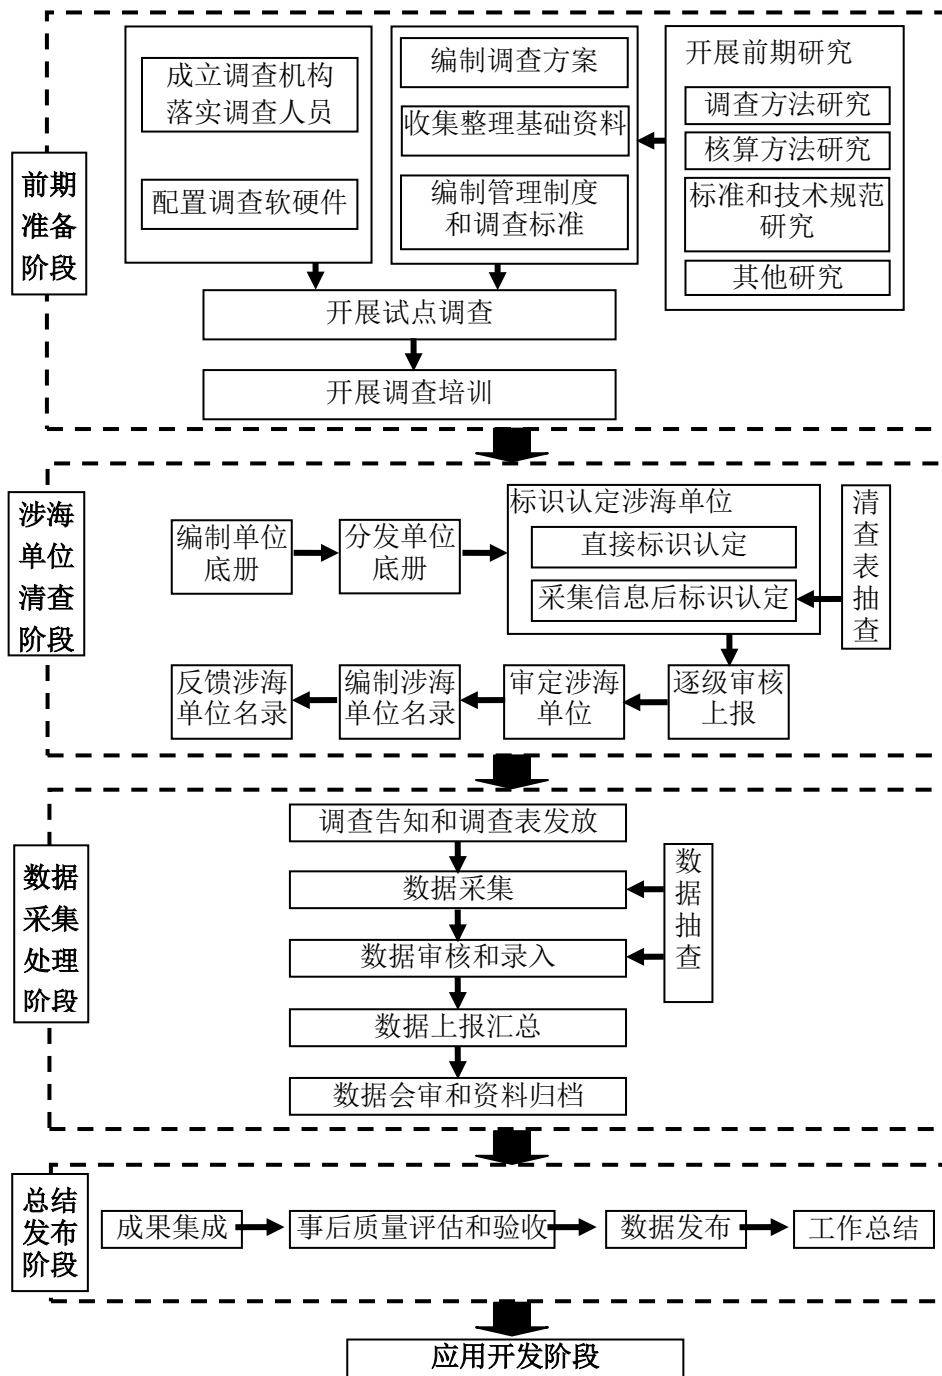 前期
准备
阶段
成立调查机构
落实调查人员
配置调查软硬件
编制调查方案
收集整理基础资料
编制管理制度
和调查标准
开展前期研究
调查方法研究
核算方法研究
标准和技术规范
研究
其他研究
开展试点调查
开展调查培训
涉海
单位
清查
阶段
编制单位
底册
分发单位
底册
标识认定涉海单位
直接标识认定
采集信息后标识认定
清
查
表
抽
查
反馈涉海
单位名录
编制涉海
单位名录
审定涉海
单位
逐级审核
上报
数据
采集
处理
阶段
调查告知和调查表发放
数据采集
数据审核和录入
数据上报汇总
数据会审和资料归档
数
据
抽
查
总结
发布
阶段
成果集成
事后质量评估和验收
数据发布
工作总结
应用开发阶段